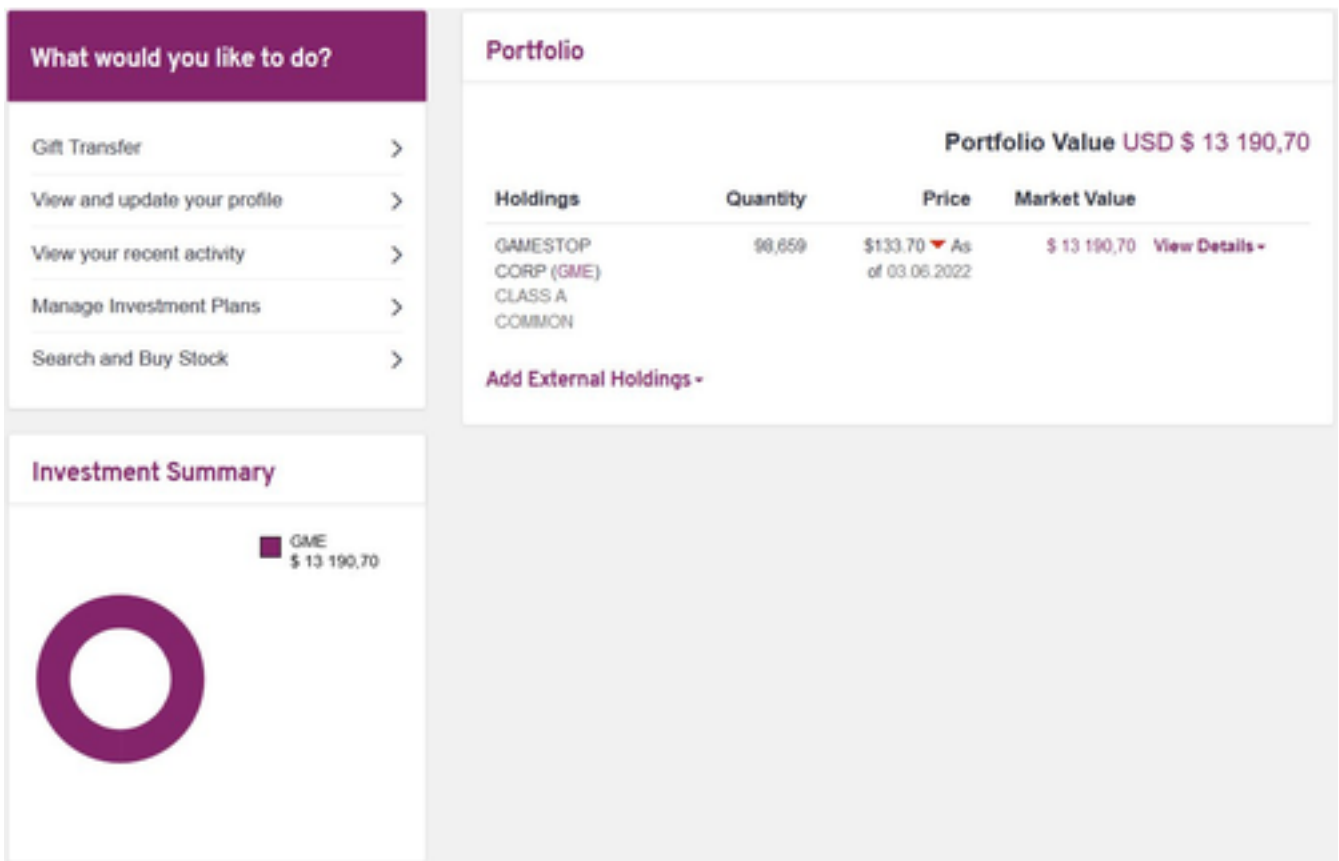 What would you like to do?
Gift Transfer
View and update your profile
View your recent activity
Manage Investment Plans
Search and Buy Stock
Portfolio
Portfolio Value USD $ 13 190,70
Holdings Quantity Price Market Value
GAMESTOP 98,659 $133.70 As $ 13 190,70 View Details
CORP (GME) of 03.06.2022
CLASS A
COMMON
Add External Holdings
Investment Summary
GME
$ 13 190,70